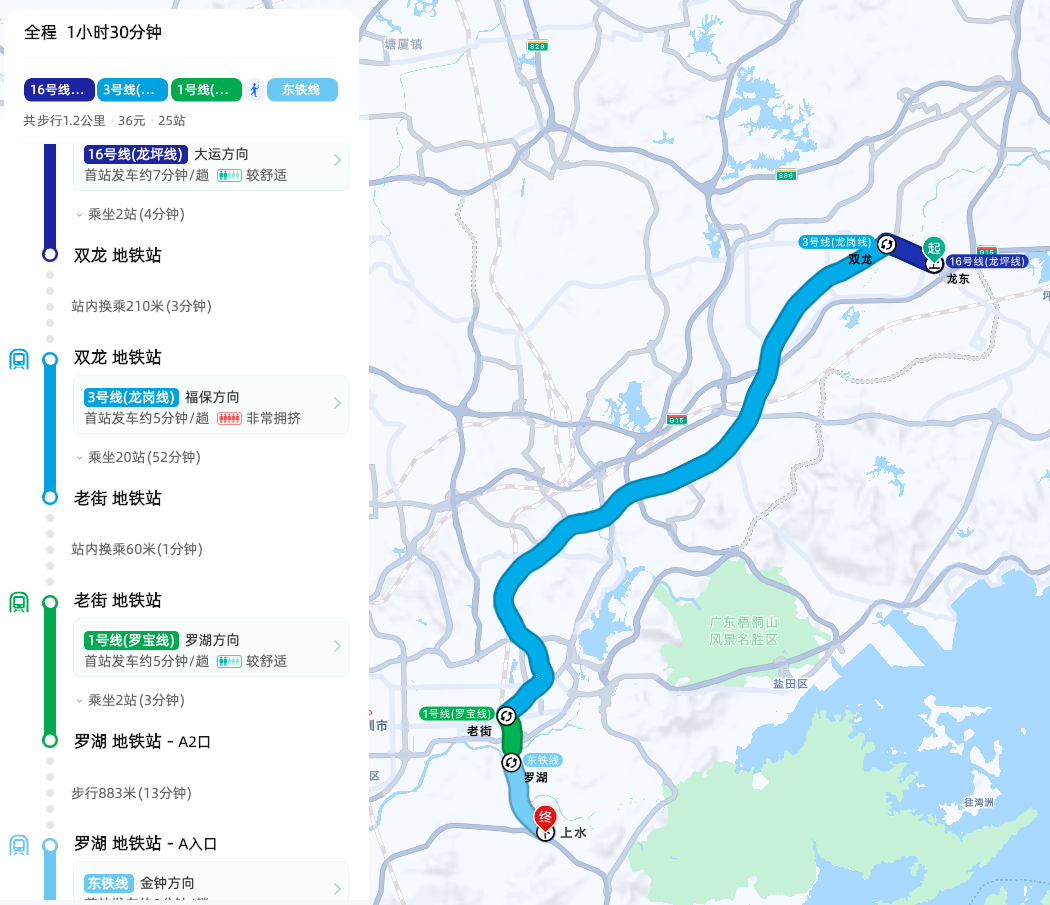 全程 1小时30分钟
16号线... 3号线(... 1号线(... 东铁线
共步行1.2公里 · 36元 · 25站
16号线(龙坪线) 大运方向
首站发车约7分钟/趟 较舒适
乘坐2站(4分钟)
双龙 地铁站
站内换乘210米(3分钟)
双龙 地铁站
3号线(龙岗线) 福保方向
首站发车约5分钟/趟 非常拥挤
乘坐20站(52分钟)
老街 地铁站
站内换乘60米(1分钟)
老街 地铁站
1号线(罗宝线) 罗湖方向
首站发车约5分钟/趟 较舒适
乘坐2站(3分钟)
罗湖 地铁站 - A2口
步行883米(13分钟)
罗湖 地铁站 - A入口
东铁线 金钟方向
塘厦镇
S29
S86
3号线(龙岗线)
双龙
起
16号线(龙坪线)
龙东
G15
广东梧桐山
风景名胜区
盐田区
1号线(罗宝线)
老街
圳市
东铁线
罗湖
区
终
上水
往湾洲